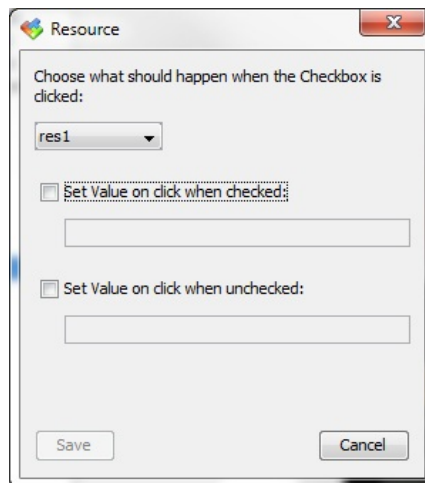 Resource
Choose what should happen when the Checkbox is
clicked:
res1
Set Value on click when checked:
Set Value on click when unchecked:
Save
Cancel